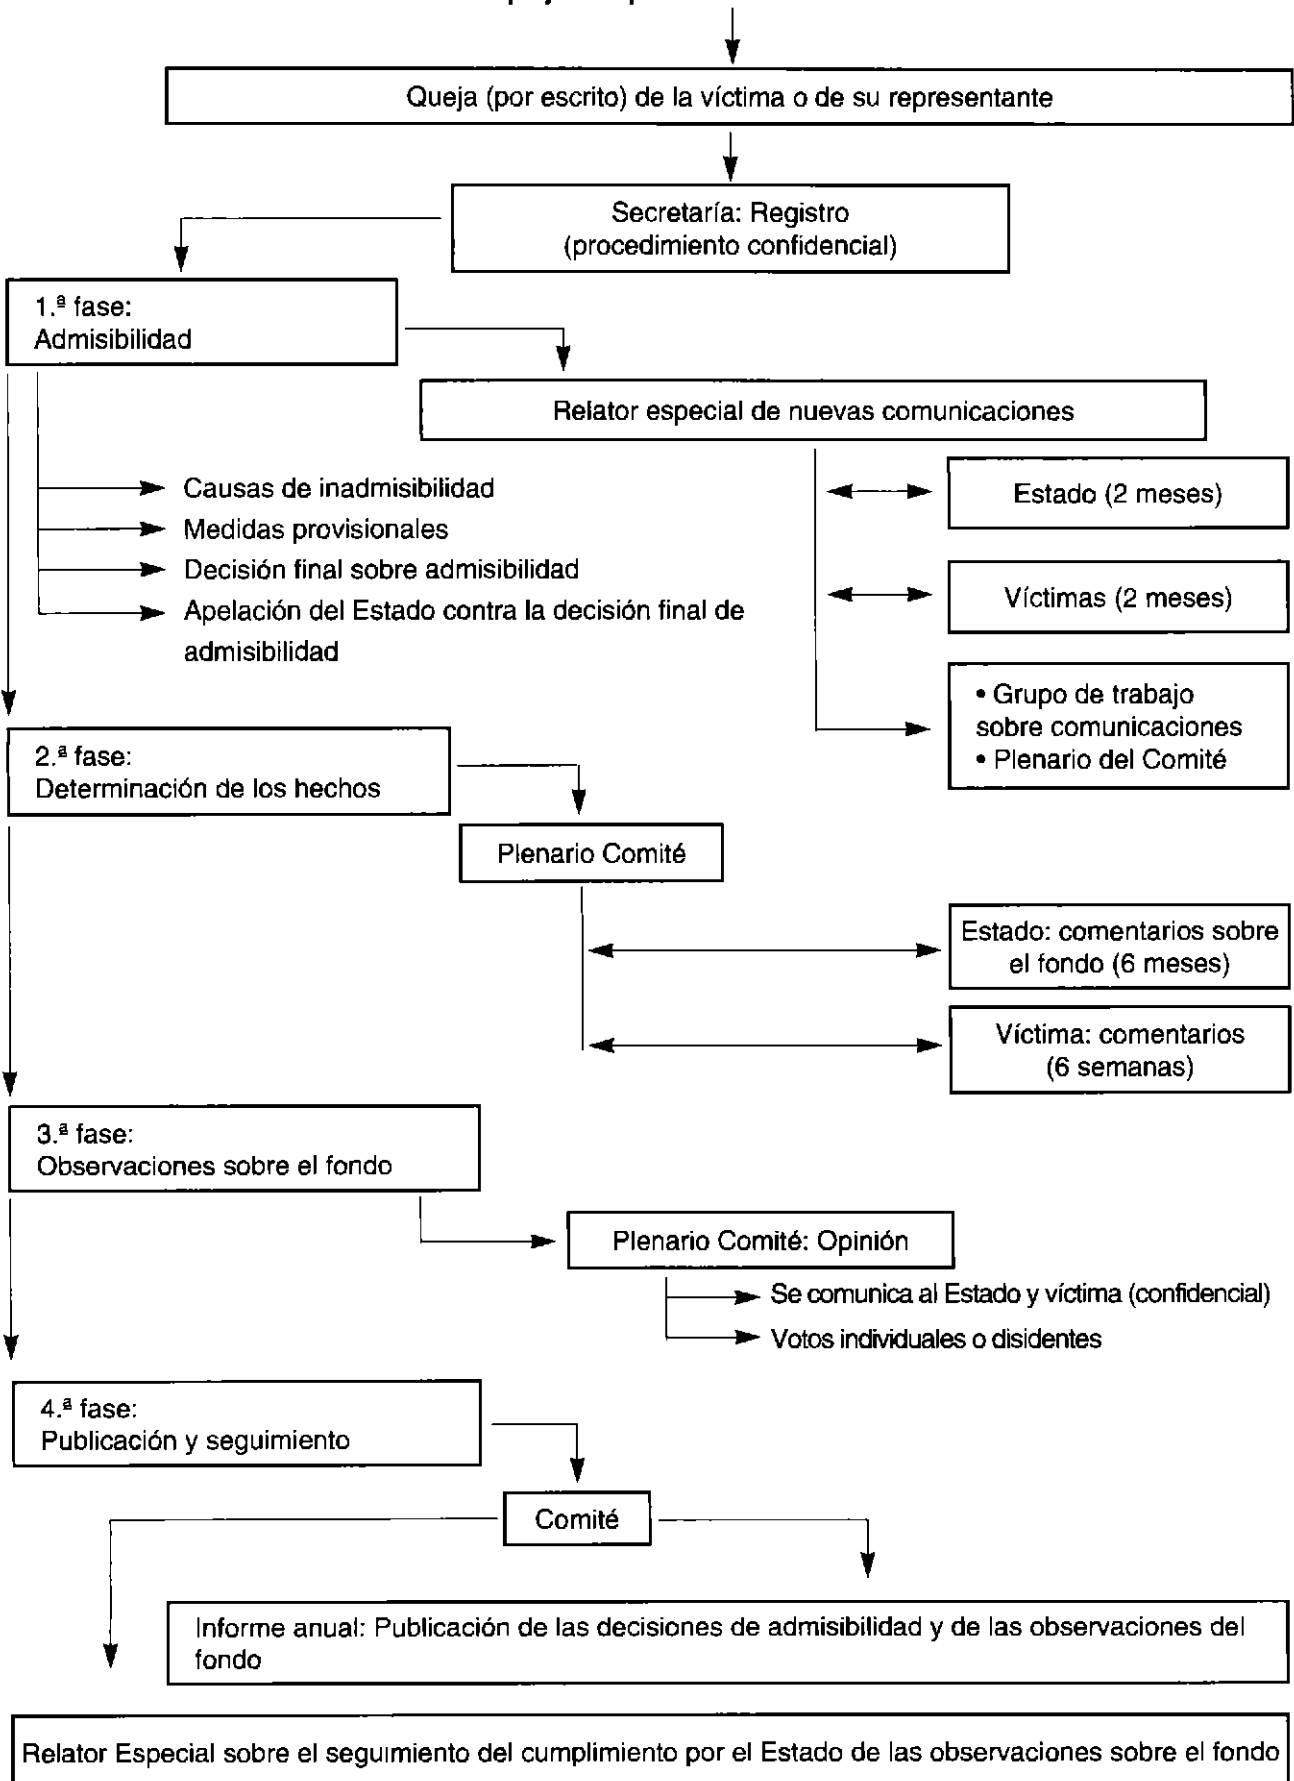 Queja (por escrito) de la víctima o de su representante
Secretaría: Registro
(procedimiento confidencial)
1.ª fase:
Admisibilidad
Relator especial de nuevas comunicaciones
Causas de inadmisibilidad
Medidas provisionales
Decisión final sobre admisibilidad
Apelación del Estado contra la decisión final de
admisibilidad
Estado (2 meses)
Víctimas (2 meses)
• Grupo de trabajo
sobre comunicaciones
• Plenario del Comité
2.ª fase:
Determinación de los hechos
Plenario Comité
Estado: comentarios sobre
el fondo (6 meses)
Víctima: comentarios
(6 semanas)
3.ª fase:
Observaciones sobre el fondo
Plenario Comité: Opinión
Se comunica al Estado y víctima (confidencial)
Votos individuales o disidentes
4.ª fase:
Publicación y seguimiento
Comité
Informe anual: Publicación de las decisiones de admisibilidad y de las observaciones del
fondo
Relator Especial sobre el seguimiento del cumplimiento por el Estado de las observaciones sobre el fondo